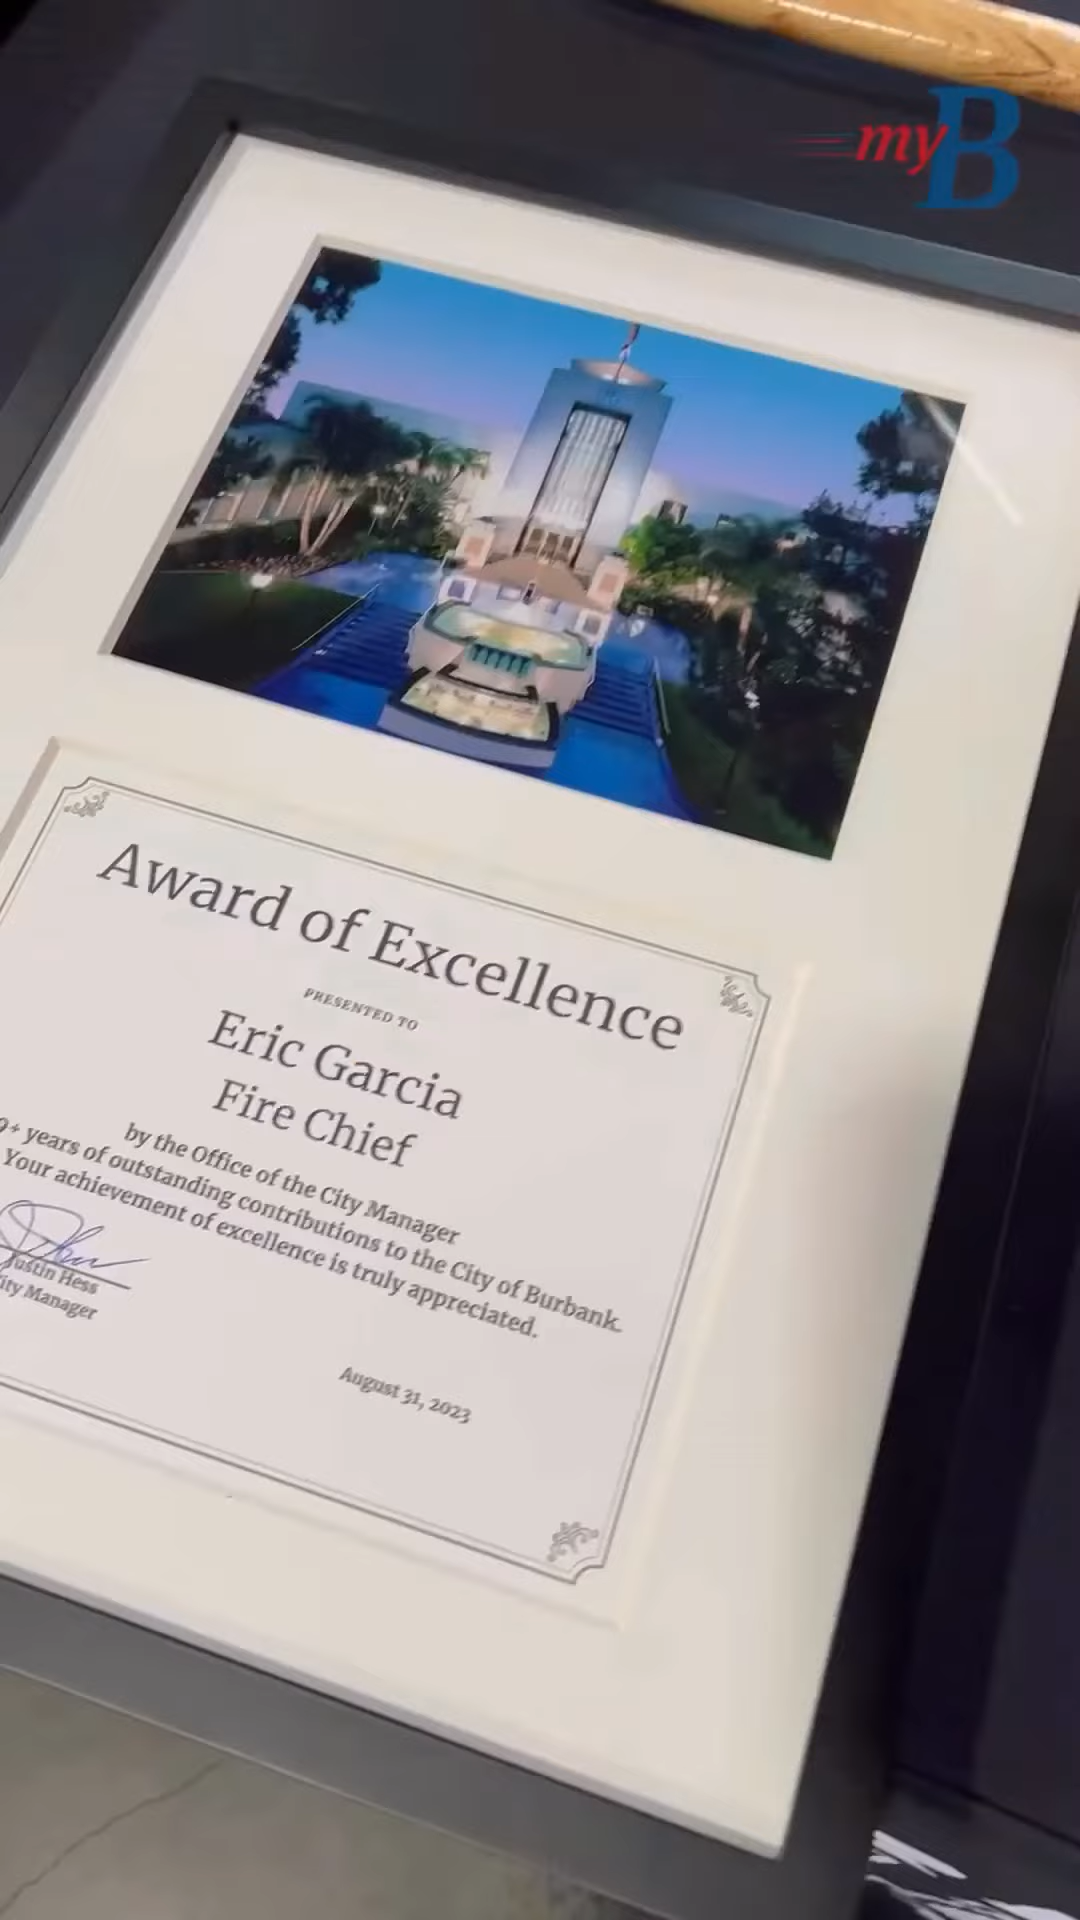 myB
Award of Excellence
PRESENTED TO
Eric Garcia
Fire Chief
by the Office of the City Manager
9+ years of outstanding contributions to the City of Burbank.
Your achievement of excellence is truly appreciated.
Justin Hess
City Manager
August 31, 2023